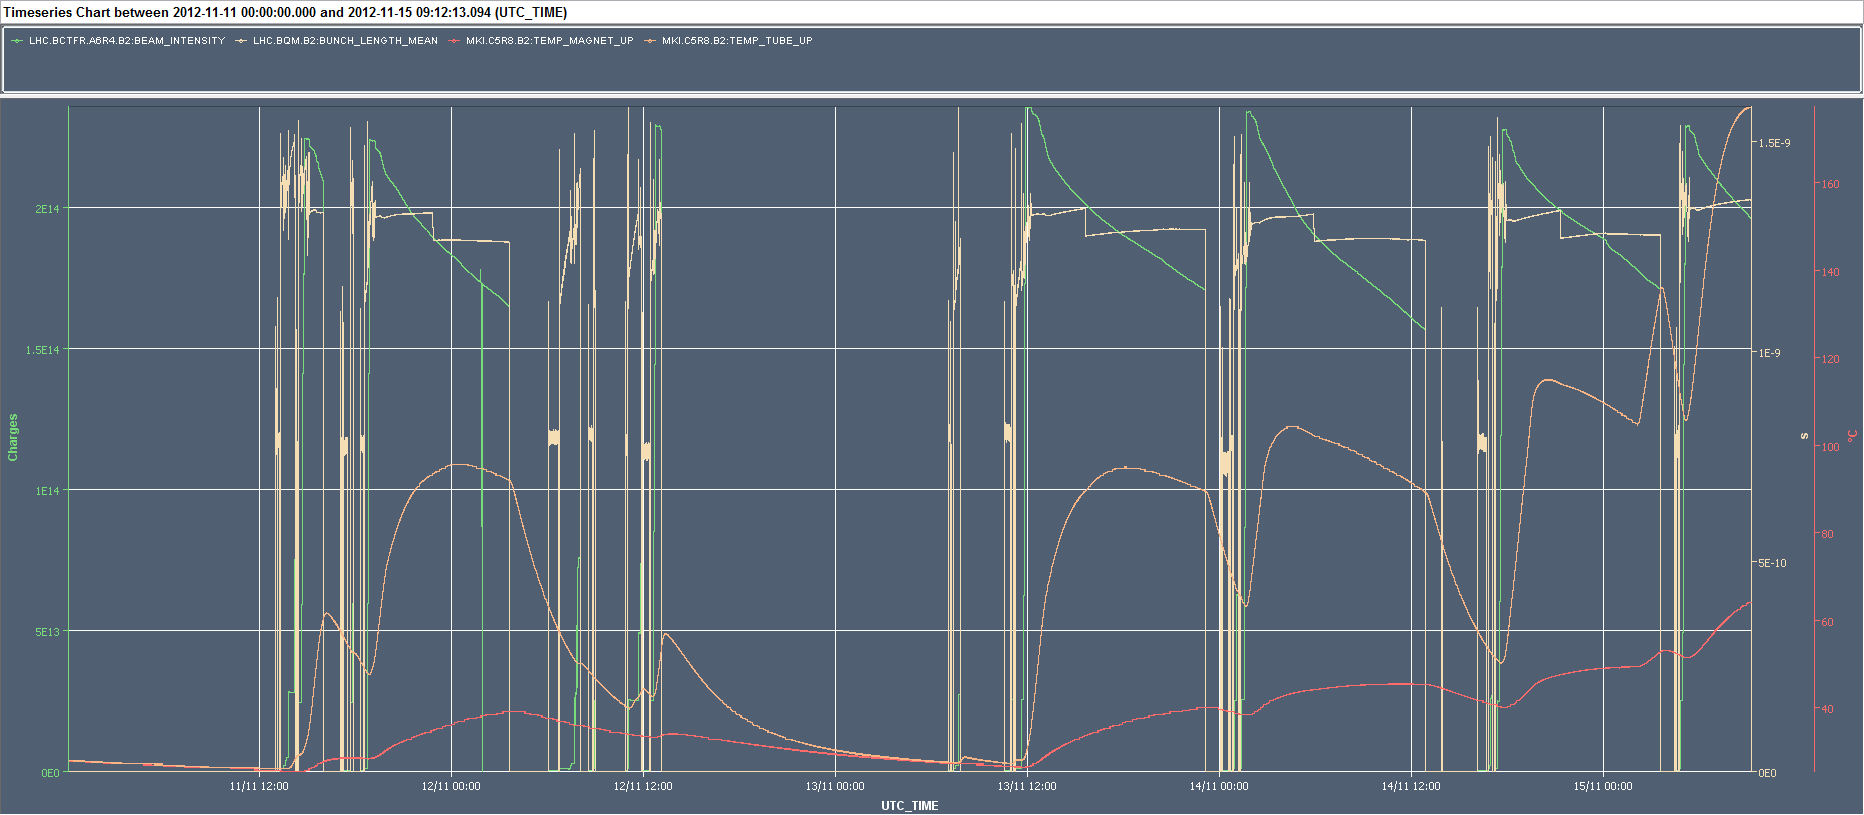 Timeseries Chart between 2012-11-11 00:00:00.000 and 2012-11-15 09:12:13.094 (UTC_TIME)
LHC.BCTFR.A6R4.B2:BEAM_INTENSITY LHC.BQM.B2:BUNCH_LENGTH_MEAN MKI.C5R8.B2:TEMP_MAGNET_UP MKI.C5R8.B2:TEMP_TUBE_UP
2E14
1.5E14
1E14
5E13
0E0
Charges
1.5E-9
1E-9
5E-10
0E0
s
160
140
120
100
80
60
40
°C
11/11 12:00 12/11 00:00 12/11 12:00 13/11 00:00 13/11 12:00 14/11 00:00 14/11 12:00 15/11 00:00
UTC_TIME